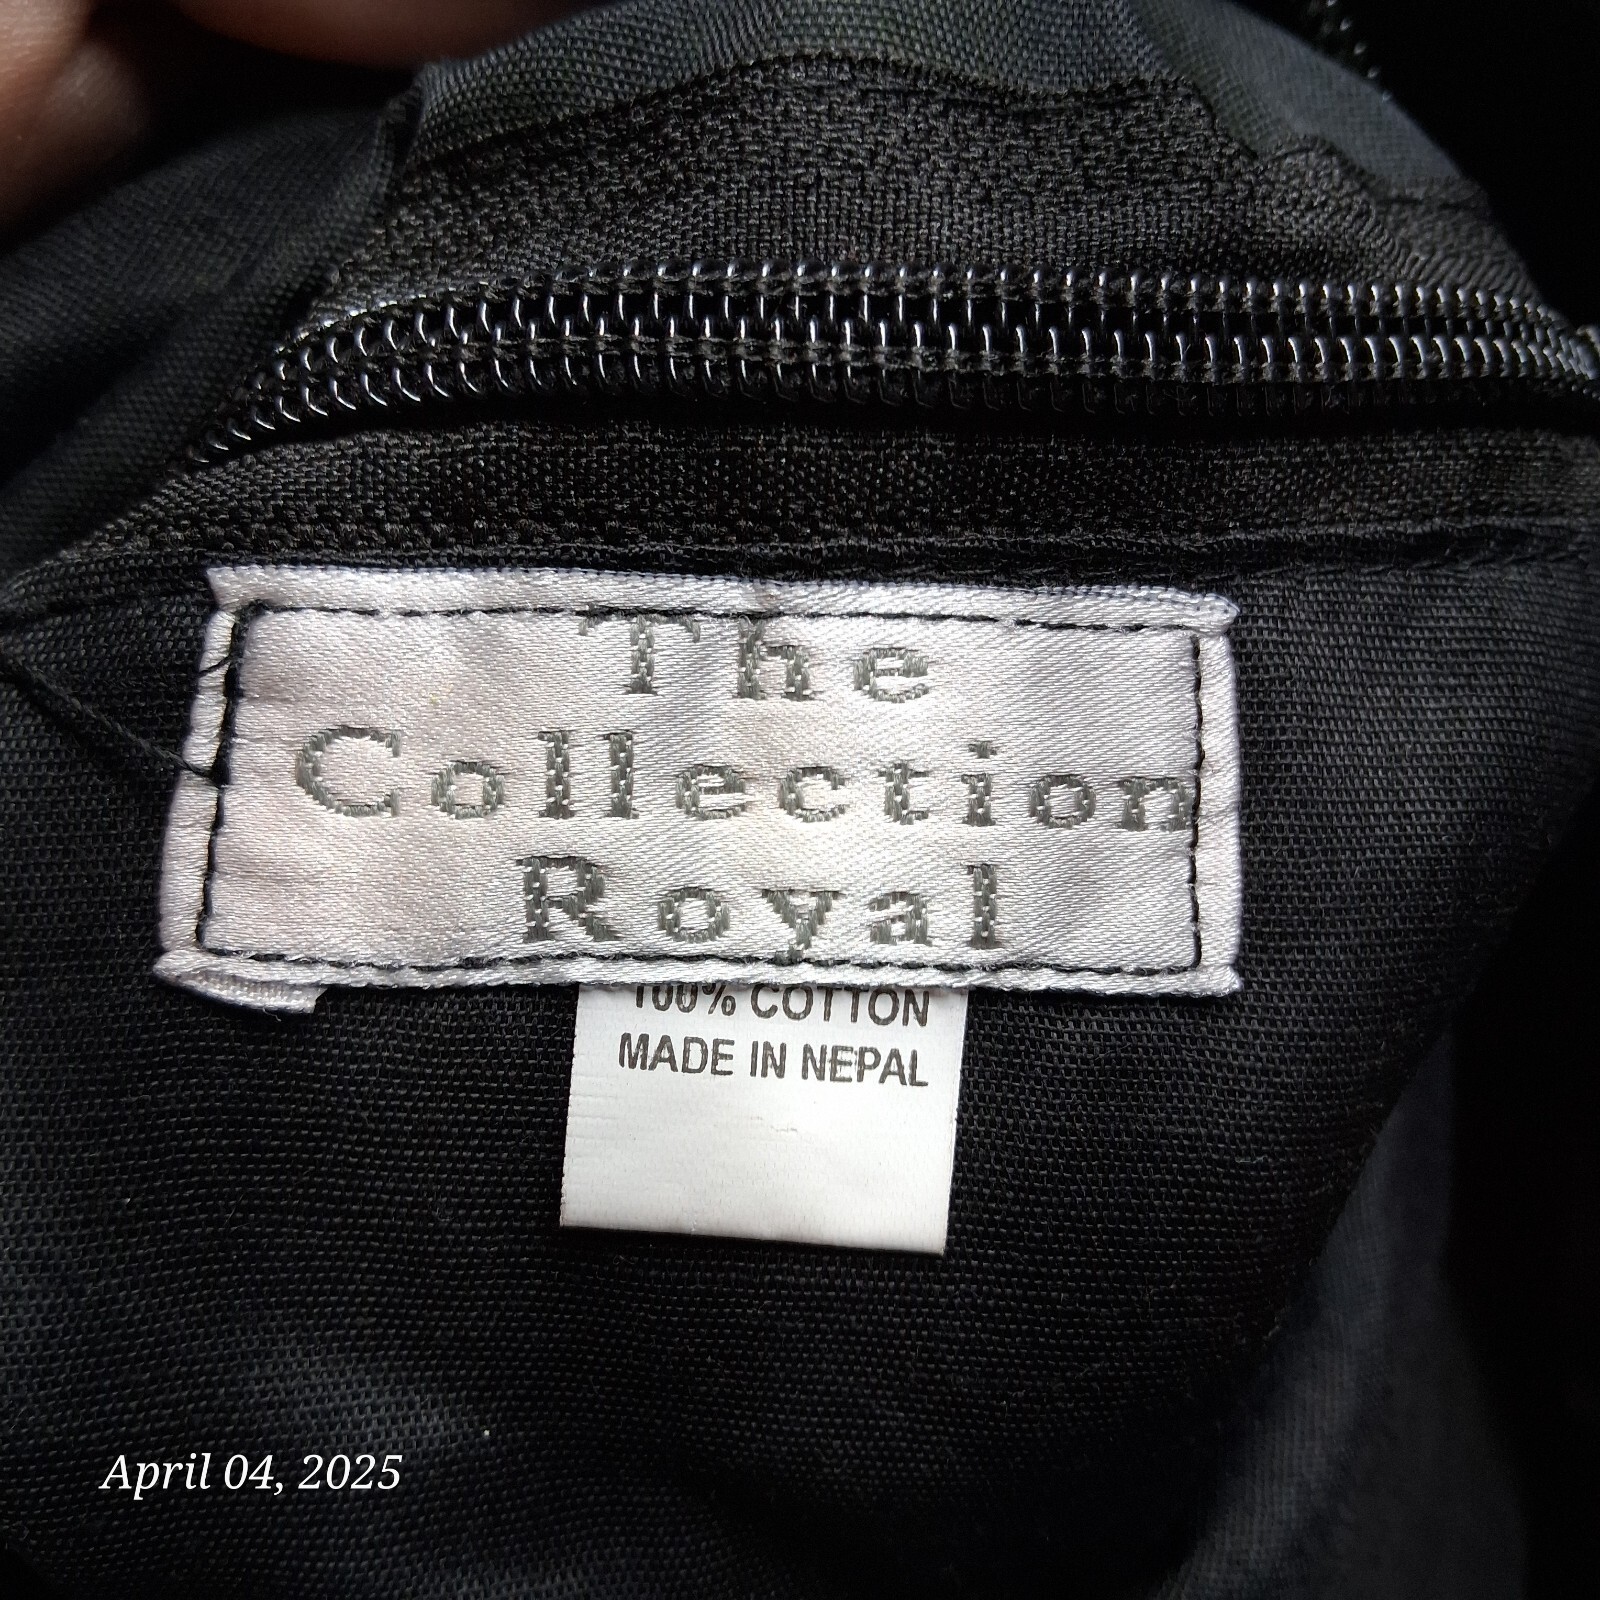 The
Collection
Royal
100% COTTON
MADE IN NEPAL
April 04, 2025